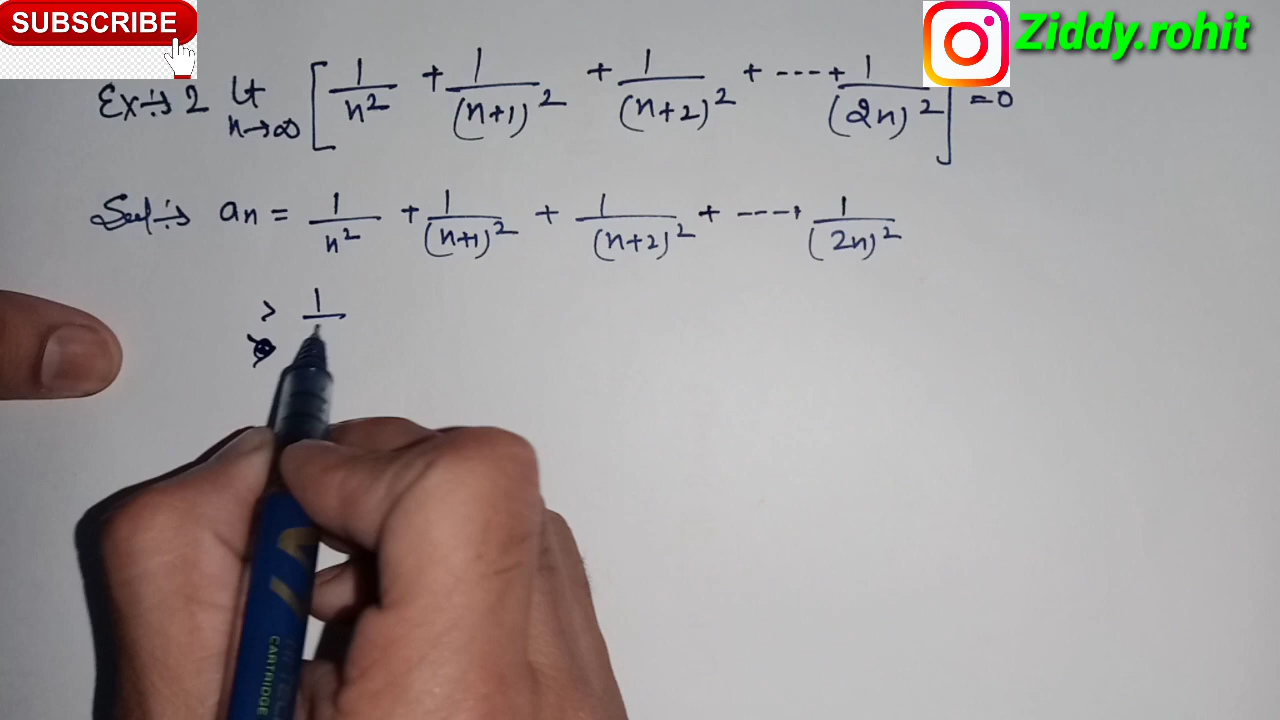 SUBSCRIBE
Ziddy.rohit
Ex:→ 2 Lt n→∞ [ 1/n² + 1/(n+1)² + 1/(n+2)² + ---- + 1/(2n)² ] = 0
Sol:→ an = 1/n² + 1/(n+1)² + 1/(n+2)² + ---+ 1/(2n)²
> 1/
CARTRIDGE